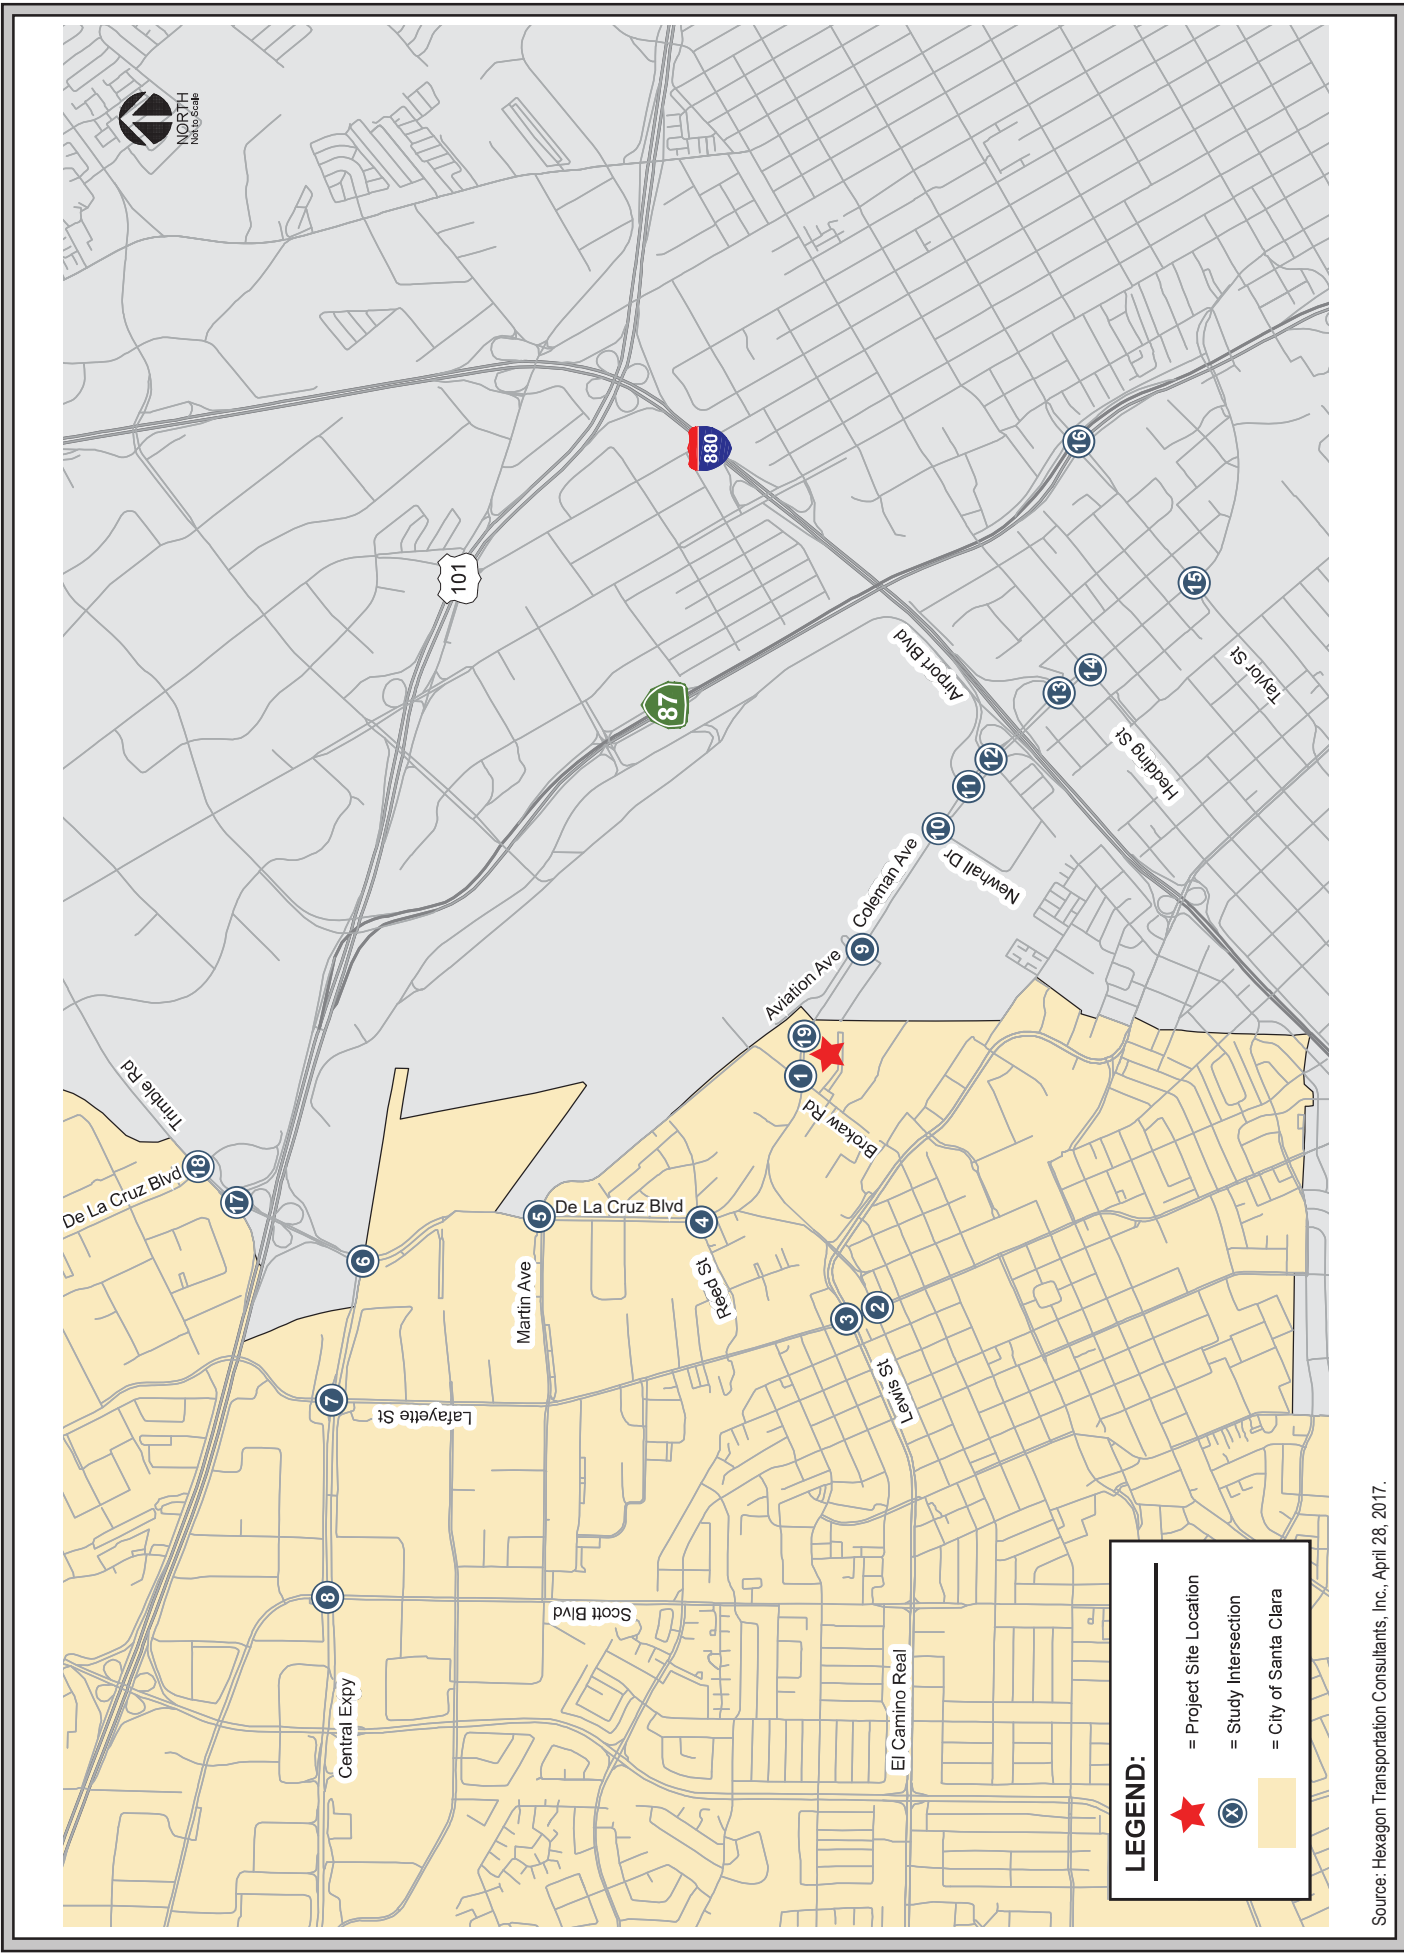 NORTH
Not to Scale
101
880
87
Trimble Rd
De La Cruz Blvd
18
17
6
7
8
Central Expy
Lafayette St
Martin Ave
5
De La Cruz Blvd
4
Reed St
Scott Blvd
3
2
Lewis St
El Camino Real
Aviation Ave
19
1
Brokaw Rd
9
Coleman Ave
10
Newhall Dr
11
12
Airport Blvd
13
14
Hedding St
15
Taylor St
16
LEGEND:
= Project Site Location
X
= Study Intersection
= City of Santa Clara
Source: Hexagon Transportation Consultants, Inc., April 28, 2017.